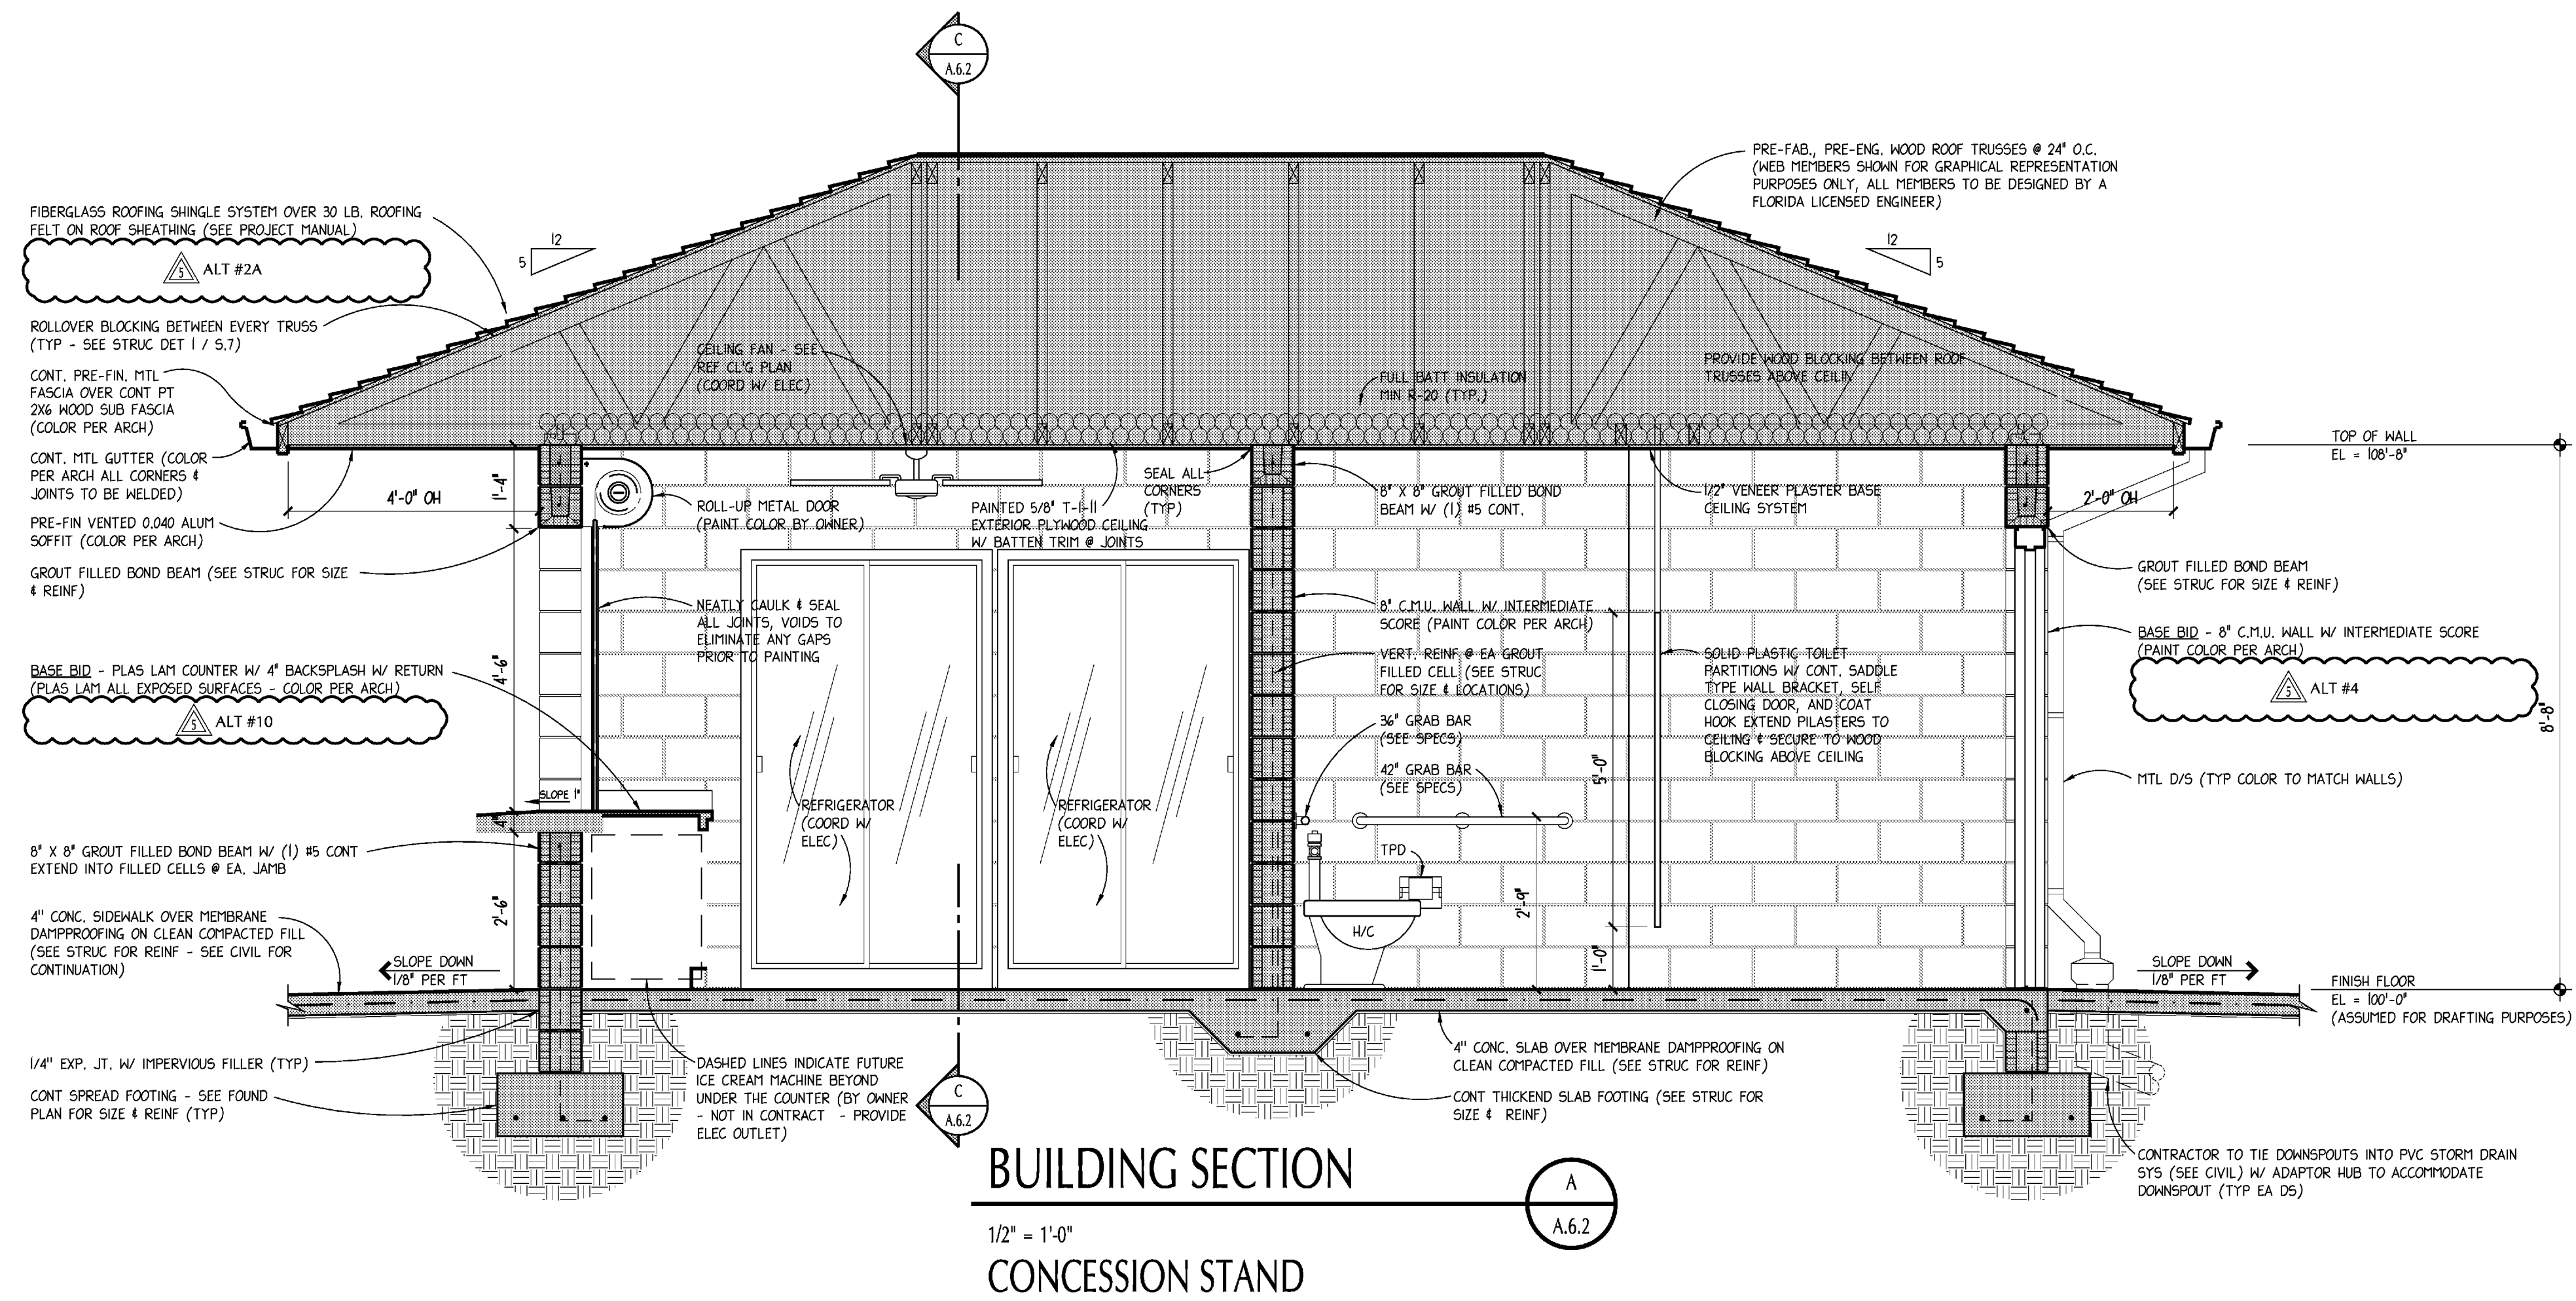 C
A.6.2
PRE-FAB., PRE-ENG. WOOD ROOF TRUSSES @ 24" O.C.
(WEB MEMBERS SHOWN FOR GRAPHICAL REPRESENTATION
PURPOSES ONLY, ALL MEMBERS TO BE DESIGNED BY A
FLORIDA LICENSED ENGINEER)
FIBERGLASS ROOFING SHINGLE SYSTEM OVER 30 LB. ROOFING
FELT ON ROOF SHEATHING (SEE PROJECT MANUAL)
5 ALT #2A
12
5
12
5
ROLLOVER BLOCKING BETWEEN EVERY TRUSS
(TYP - SEE STRUC DET 1 / S.7)
CONT. PRE-FIN. MTL
FASCIA OVER CONT PT
2X6 WOOD SUB FASCIA
(COLOR PER ARCH)
CONT. MTL GUTTER (COLOR
PER ARCH ALL CORNERS &
JOINTS TO BE WELDED)
PRE-FIN VENTED 0.040 ALUM
SOFFIT (COLOR PER ARCH)
GROUT FILLED BOND BEAM (SEE STRUC FOR SIZE
& REINF)
BASE BID - PLAS LAM COUNTER W/ 4" BACKSPLASH W/ RETURN
(PLAS LAM ALL EXPOSED SURFACES - COLOR PER ARCH)
5 ALT #10
8" X 8" GROUT FILLED BOND BEAM W/ (1) #5 CONT
EXTEND INTO FILLED CELLS @ EA. JAMB
4" CONC. SIDEWALK OVER MEMBRANE
DAMPPROOFING ON CLEAN COMPACTED FILL
(SEE STRUC FOR REINF - SEE CIVIL FOR
CONTINUATION)
SLOPE DOWN
1/8" PER FT
1/4" EXP. JT. W/ IMPERVIOUS FILLER (TYP)
CONT SPREAD FOOTING - SEE FOUND
PLAN FOR SIZE & REINF (TYP)
4'-0" OH
1'-4"
4'-6"
4"
2'-6"
SLOPE 1"
CEILING FAN - SEE
REF CL'G PLAN
(COORD W/ ELEC)
ROLL-UP METAL DOOR
(PAINT COLOR BY OWNER)
NEATLY CAULK & SEAL
ALL JOINTS, VOIDS TO
ELIMINATE ANY GAPS
PRIOR TO PAINTING
PAINTED 5/8" T-1-11
EXTERIOR PLYWOOD CEILING
W/ BATTEN TRIM @ JOINTS
SEAL ALL
CORNERS
(TYP)
REFRIGERATOR
(COORD W/
ELEC)
REFRIGERATOR
(COORD W/
ELEC)
DASHED LINES INDICATE FUTURE
ICE CREAM MACHINE BEYOND
UNDER THE COUNTER (BY OWNER
- NOT IN CONTRACT - PROVIDE
ELEC OUTLET)
C
A.6.2
FULL BATT INSULATION
MIN R-20 (TYP.)
PROVIDE WOOD BLOCKING BETWEEN ROOF
TRUSSES ABOVE CEILIN
8" X 8" GROUT FILLED BOND
BEAM W/ (1) #5 CONT.
1/2" VENEER PLASTER BASE
CEILING SYSTEM
8" C.M.U. WALL W/ INTERMEDIATE
SCORE (PAINT COLOR PER ARCH)
VERT. REINF @ EA GROUT
FILLED CELL (SEE STRUC
FOR SIZE & LOCATIONS)
36" GRAB BAR
(SEE SPECS)
42" GRAB BAR
(SEE SPECS)
TPD
H/C
2'-9"
5'-0"
1'-0"
SOLID PLASTIC TOILET
PARTITIONS W/ CONT. SADDLE
TYPE WALL BRACKET, SELF
CLOSING DOOR, AND COAT
HOOK EXTEND PILASTERS TO
CEILING & SECURE TO WOOD
BLOCKING ABOVE CEILING
4" CONC. SLAB OVER MEMBRANE DAMPPROOFING ON
CLEAN COMPACTED FILL (SEE STRUC FOR REINF)
CONT THICKEND SLAB FOOTING (SEE STRUC FOR
SIZE & REINF)
TOP OF WALL
EL = 108'-8"
2'-0" OH
GROUT FILLED BOND BEAM
(SEE STRUC FOR SIZE & REINF)
BASE BID - 8" C.M.U. WALL W/ INTERMEDIATE SCORE
(PAINT COLOR PER ARCH)
5 ALT #4
8'-8"
MTL D/S (TYP COLOR TO MATCH WALLS)
SLOPE DOWN
1/8" PER FT
FINISH FLOOR
EL = 100'-0"
(ASSUMED FOR DRAFTING PURPOSES)
CONTRACTOR TO TIE DOWNSPOUTS INTO PVC STORM DRAIN
SYS (SEE CIVIL) W/ ADAPTOR HUB TO ACCOMMODATE
DOWNSPOUT (TYP EA DS)
BUILDING SECTION
A
A.6.2
1/2" = 1'-0"
CONCESSION STAND